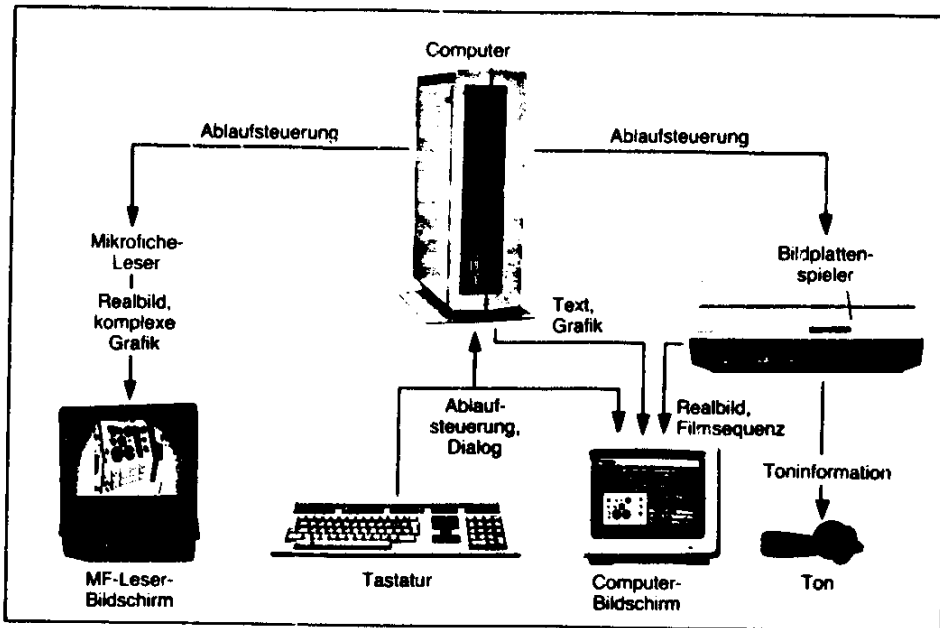 Computer
Ablaufsteuerung
Ablaufsteuerung
Mikrofiche-
Leser
Realbild,
komplexe
Grafik
Bildplatten-
spieler
Text,
Grafik
Ablauf-
steuerung,
Dialog
Realbild,
Filmsequenz
Toninformation
MF-Leser-
Bildschirm
Tastatur
Computer-
Bildschirm
Ton